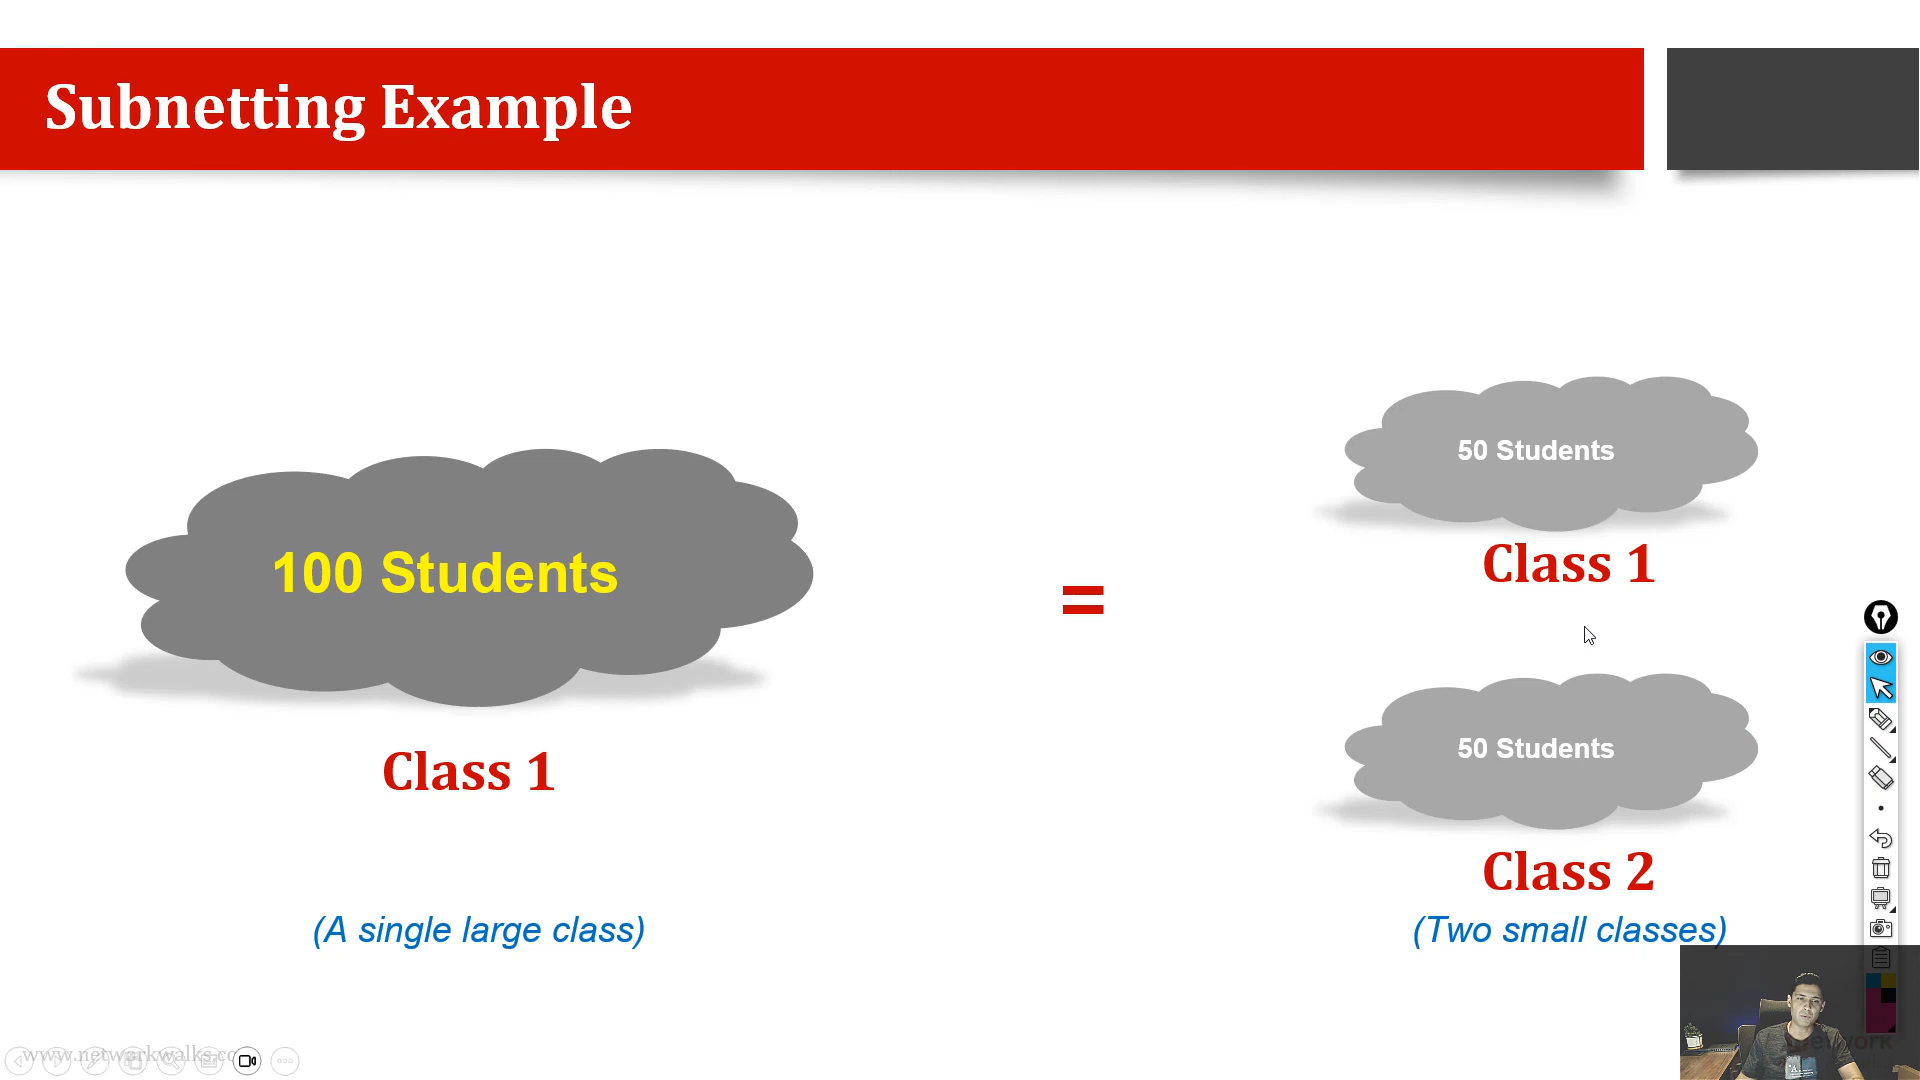 Subnetting Example
100 Students
Class 1
(A single large class)
=
50 Students
Class 1
50 Students
Class 2
(Two small classes)